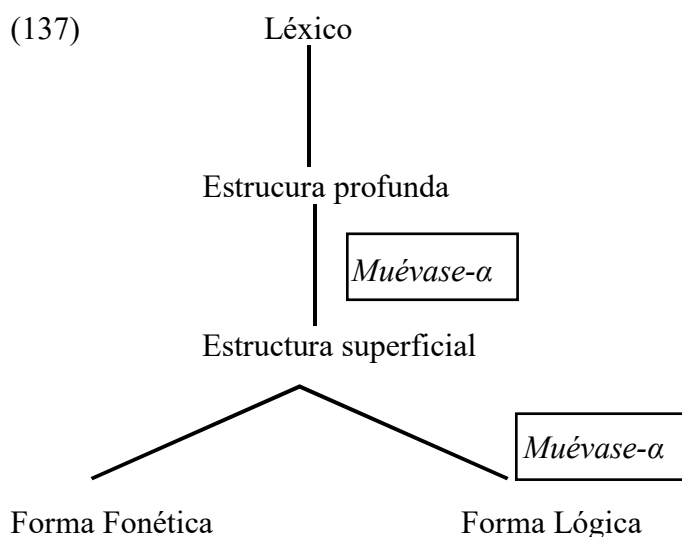 (137) Léxico
Estrucura profunda
Muévase-α
Estructura superficial
Muévase-α
Forma Fonética Forma Lógica